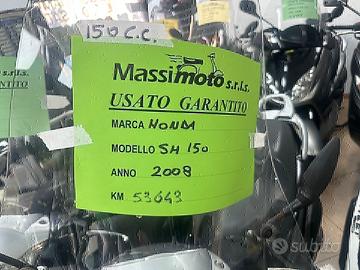 150 C.C.
Massimoto s.r.l.s.
USATO GARANTITO
MARCA HONDA
MODELLO SH 150
ANNO 2008
KM 53643
subito